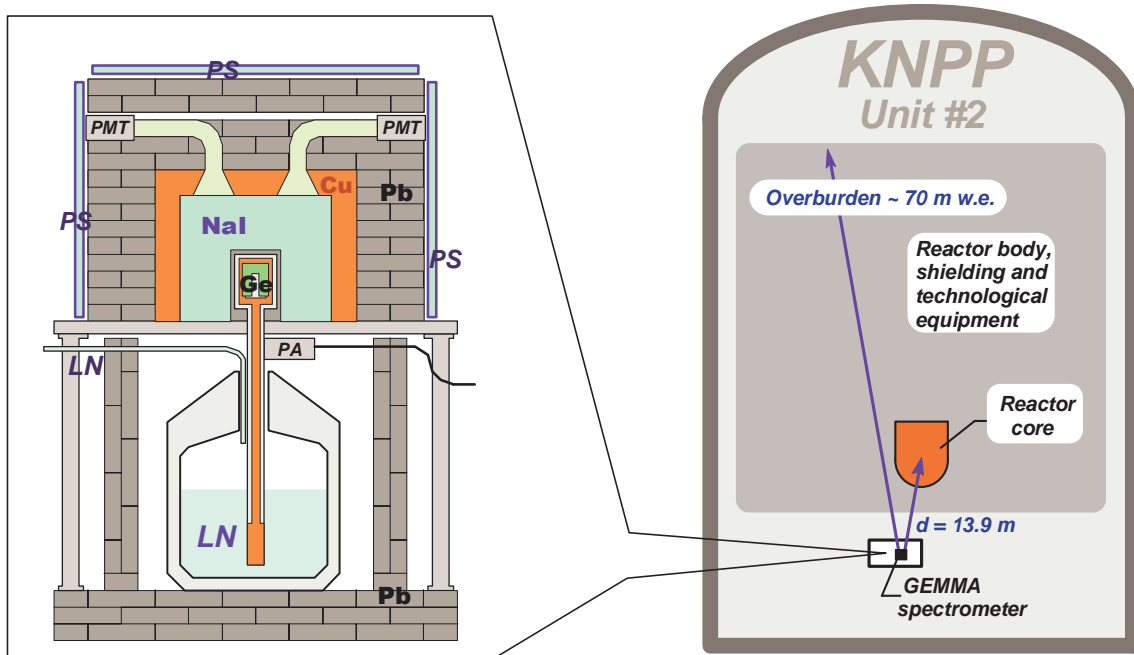 PS
PMT
PMT
Cu
Pb
NaI
PS
PS
Ge
PA
LN
LN
Pb
KNPP
Unit #2
Overburden ~ 70 m w.e.
Reactor body,
shielding and
technological
equipment
Reactor
core
d = 13.9 m
GEMMA
spectrometer